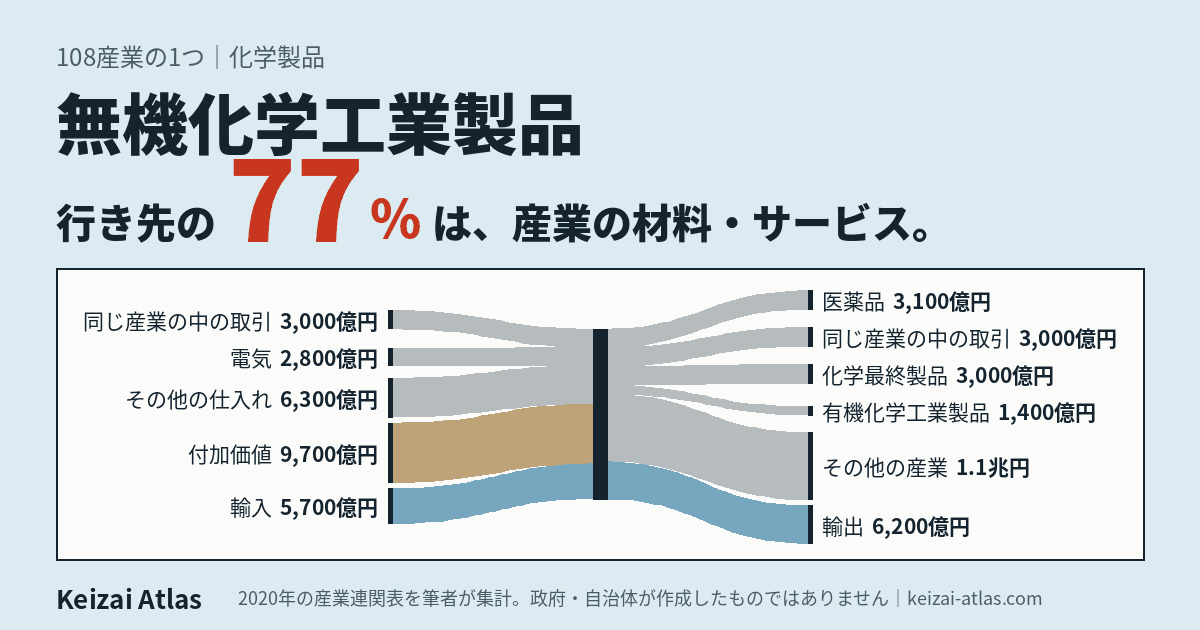 108産業の1つ｜化学製品
無機化学工業製品
行き先の77%は、産業の材料・サービス。
同じ産業の中の取引 3,000億円
電気 2,800億円
その他の仕入れ 6,300億円
付加価値 9,700億円
輸入 5,700億円
医薬品 3,100億円
同じ産業の中の取引 3,000億円
化学最終製品 3,000億円
有機化学工業製品 1,400億円
その他の産業 1.1兆円
輸出 6,200億円
Keizai Atlas
2020年の産業連関表を筆者が集計。政府・自治体が作成したものではありません｜keizai-atlas.com